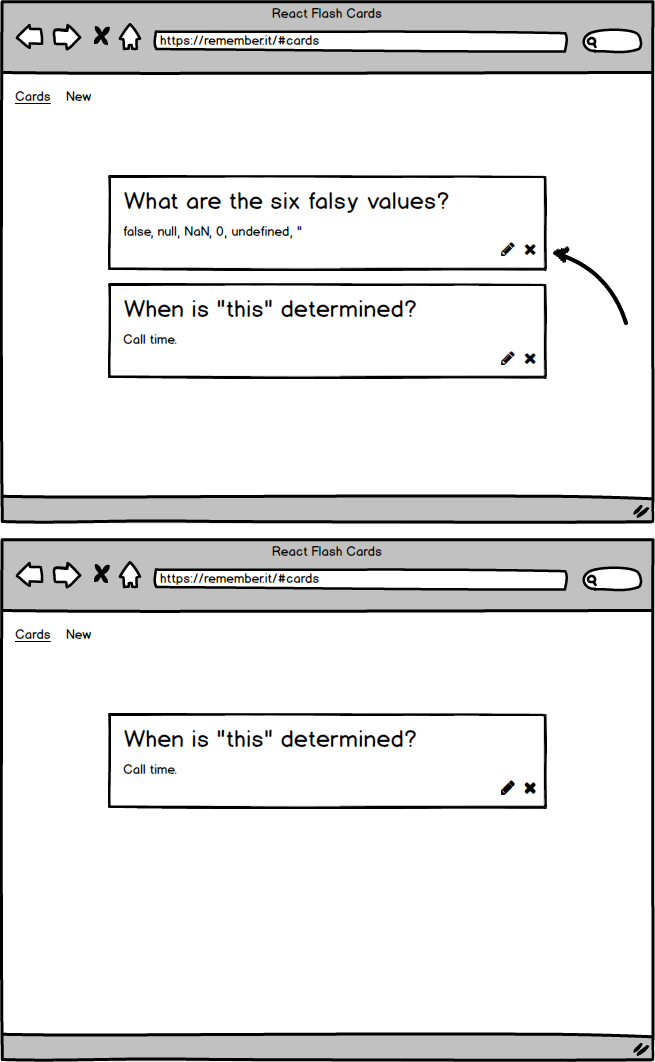 React Flash Cards
https://remember.it/#cards
Cards New
What are the six falsy values?
false, null, NaN, 0, undefined, ''
When is "this" determined?
Call time.
React Flash Cards
https://remember.it/#cards
Cards New
When is "this" determined?
Call time.